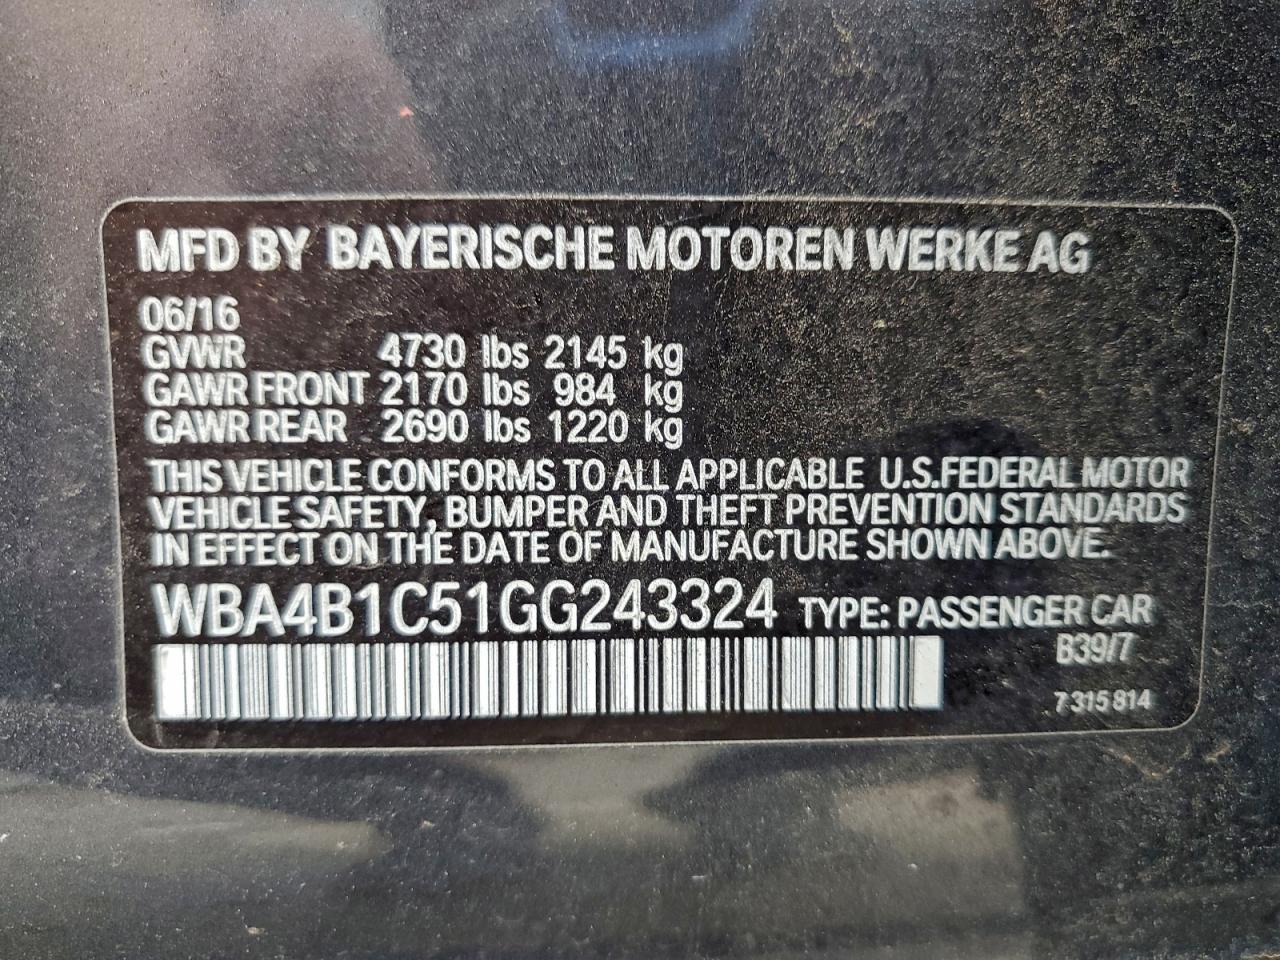 MFD BY BAYERISCHE MOTOREN WERKE AG
06/16
GVWR 4730 lbs 2145 kg
GAWR FRONT 2170 lbs 984 kg
GAWR REAR 2690 lbs 1220 kg
THIS VEHICLE CONFORMS TO ALL APPLICABLE U.S.FEDERAL MOTOR
VEHICLE SAFETY, BUMPER AND THEFT PREVENTION STANDARDS
IN EFFECT ON THE DATE OF MANUFACTURE SHOWN ABOVE.
WBA4B1C51GG243324 TYPE: PASSENGER CAR
B39/7
7 315 814